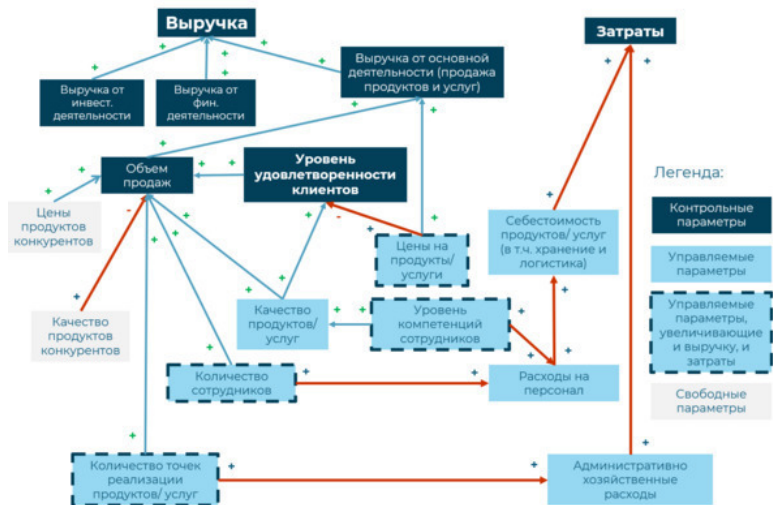 Выручка
Затраты
Выручка от
инвест.
деятельности
Выручка от
фин.
деятельности
Выручка от основной
деятельности (продажа
продуктов и услуг)
Объем
продаж
Уровень
удовлетворенности
клиентов
Цены
продуктов
конкурентов
Качество
продуктов
конкурентов
Цены на
продукты/
услуги
Качество
продуктов/
услуг
Уровень
компетенций
сотрудников
Себестоимость
продуктов/ услуг
(в т.ч. хранение и
логистика)
Количество
сотрудников
Расходы на
персонал
Количество точек
реализации
продуктов/ услуг
Административно
хозяйственные
расходы
Легенда:
Контрольные
параметры
Управляемые
параметры
Управляемые
параметры,
увеличивающие
и выручку, и
затраты
Свободные
параметры